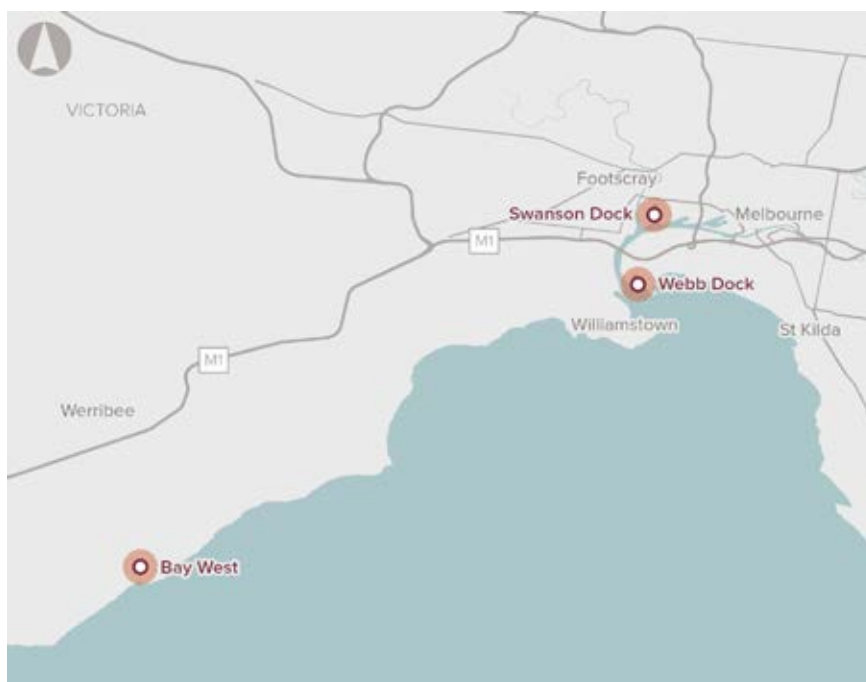 VICTORIA
Footscray
Swanson Dock
Melbourne
M1
Webb Dock
Williamstown
St Kilda
M1
Werribee
Bay West